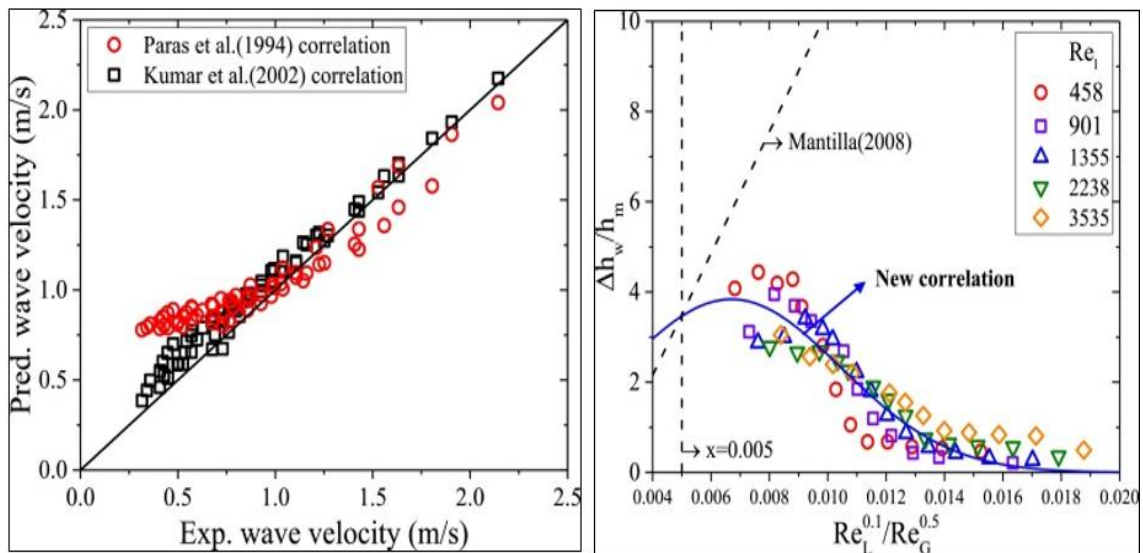 Paras et al.(1994) correlation
Kumar et al.(2002) correlation
Pred. wave velocity (m/s)
2.5
2.0
1.5
1.0
0.5
0.0
0.0 0.5 1.0 1.5 2.0 2.5
Exp. wave velocity (m/s)
Δh_w/h_m
10
8
6
4
2
0
Re_l
458
901
1355
2238
3535
Mantilla(2008)
New correlation
x=0.005
0.004 0.006 0.008 0.010 0.012 0.014 0.016 0.018 0.020
Re_L^0.1/Re_G^0.5